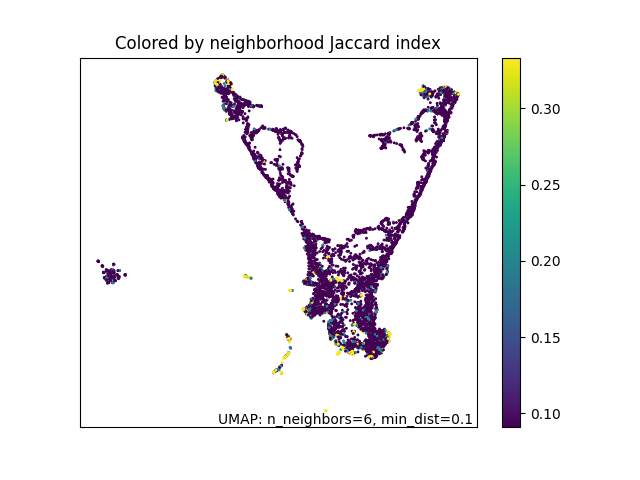 Colored by neighborhood Jaccard index
0.30
0.25
0.20
0.15
0.10
UMAP: n_neighbors=6, min_dist=0.1